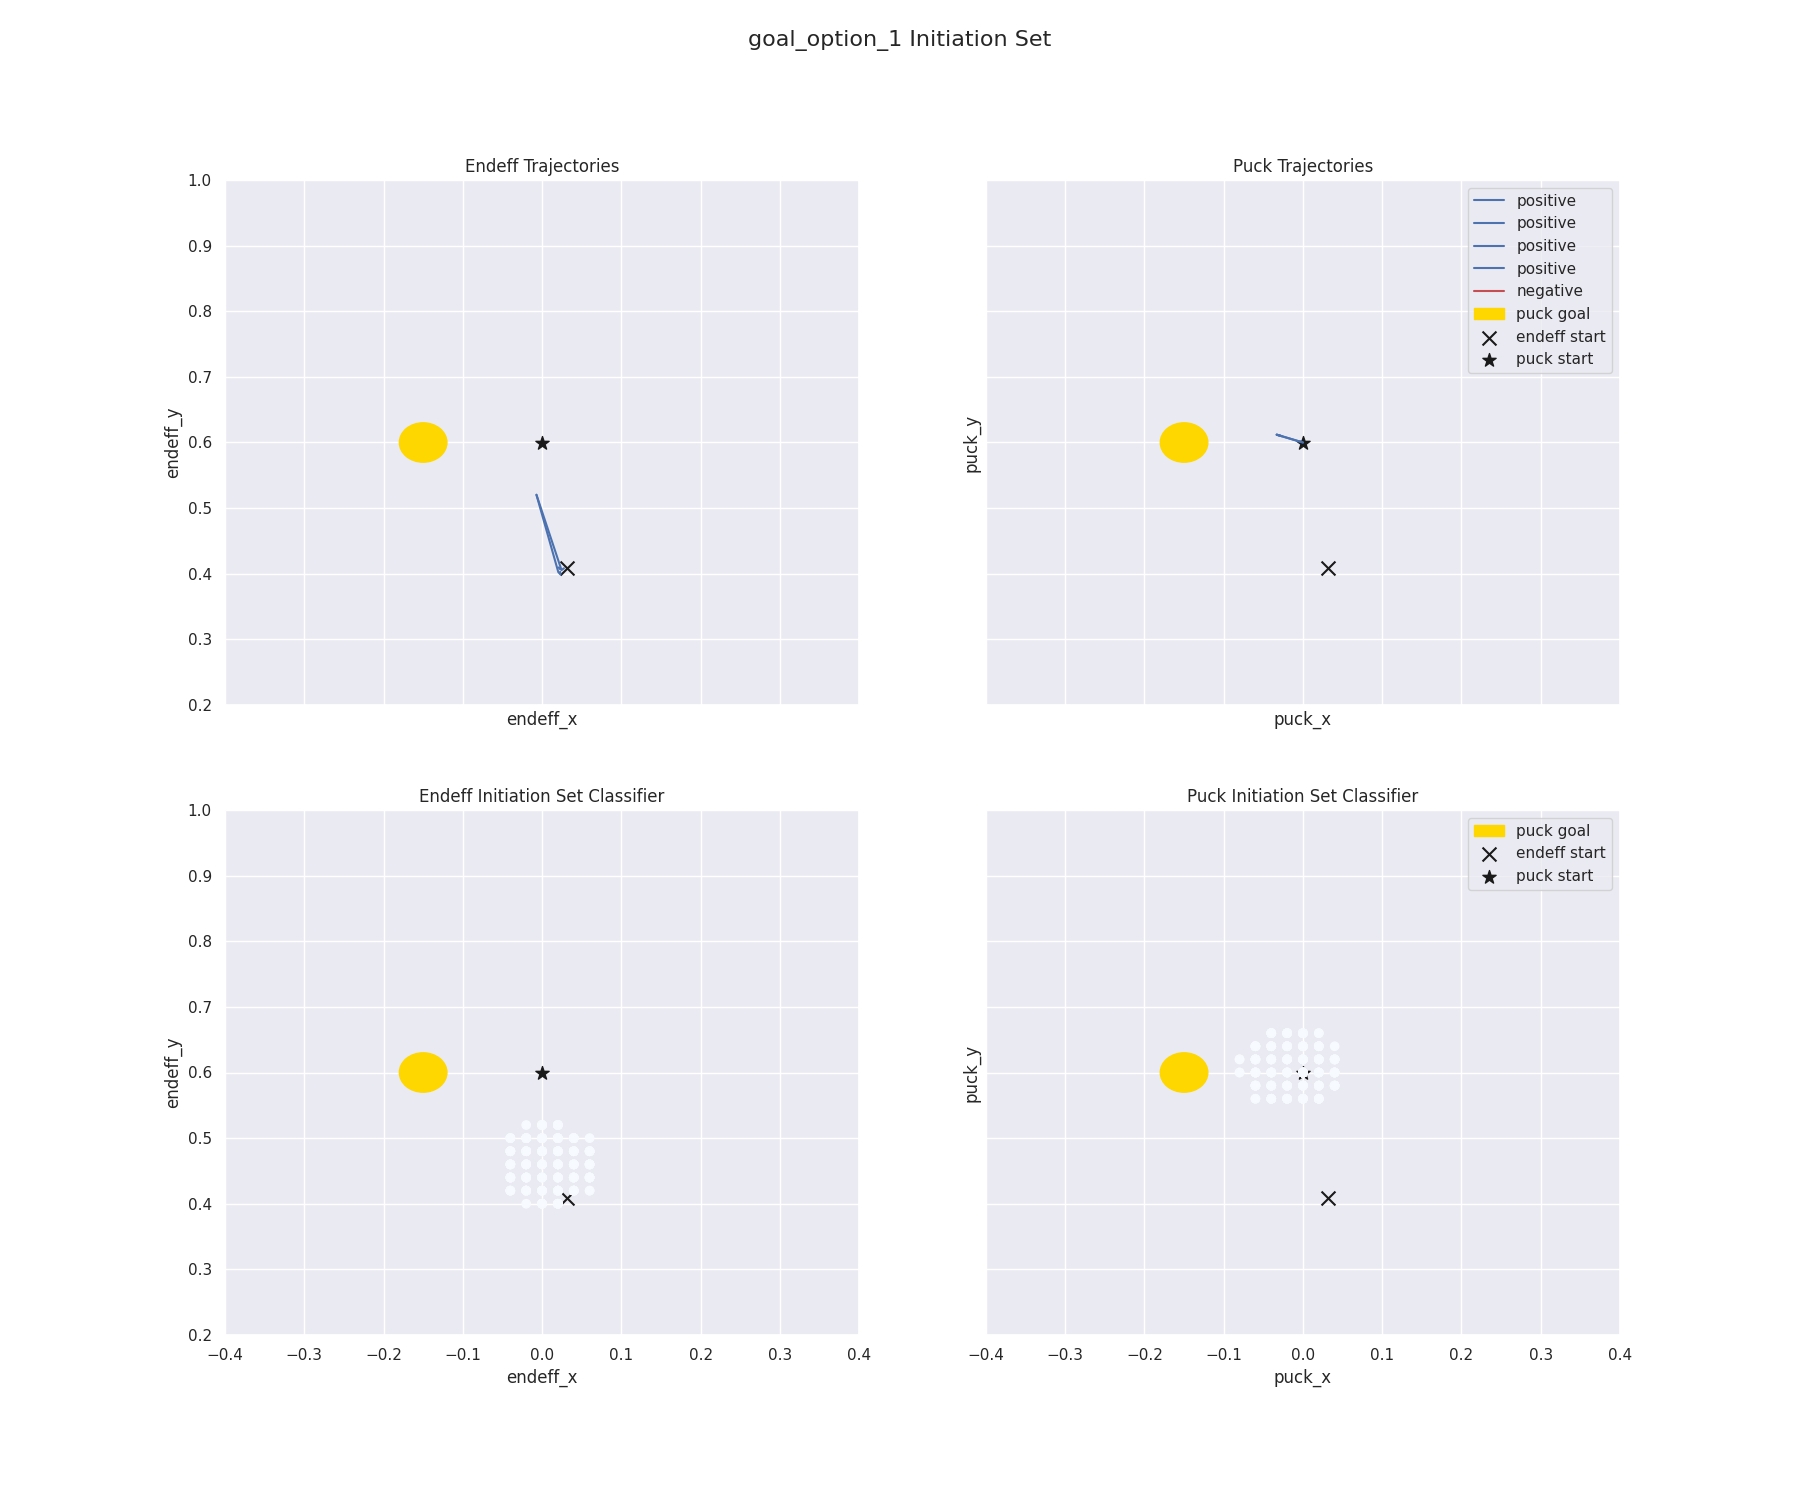 goal_option_1 Initiation Set
Endeff Trajectories
1.0
0.9
0.8
0.7
0.6
0.5
0.4
0.3
0.2
endeff_y
endeff_x
Puck Trajectories
positive
positive
positive
positive
negative
puck goal
endeff start
puck start
puck_y
puck_x
Endeff Initiation Set Classifier
1.0
0.9
0.8
0.7
0.6
0.5
0.4
0.3
0.2
endeff_y
−0.4 −0.3 −0.2 −0.1 0.0 0.1 0.2 0.3 0.4
endeff_x
Puck Initiation Set Classifier
puck goal
endeff start
puck start
puck_y
−0.4 −0.3 −0.2 −0.1 0.0 0.1 0.2 0.3 0.4
puck_x